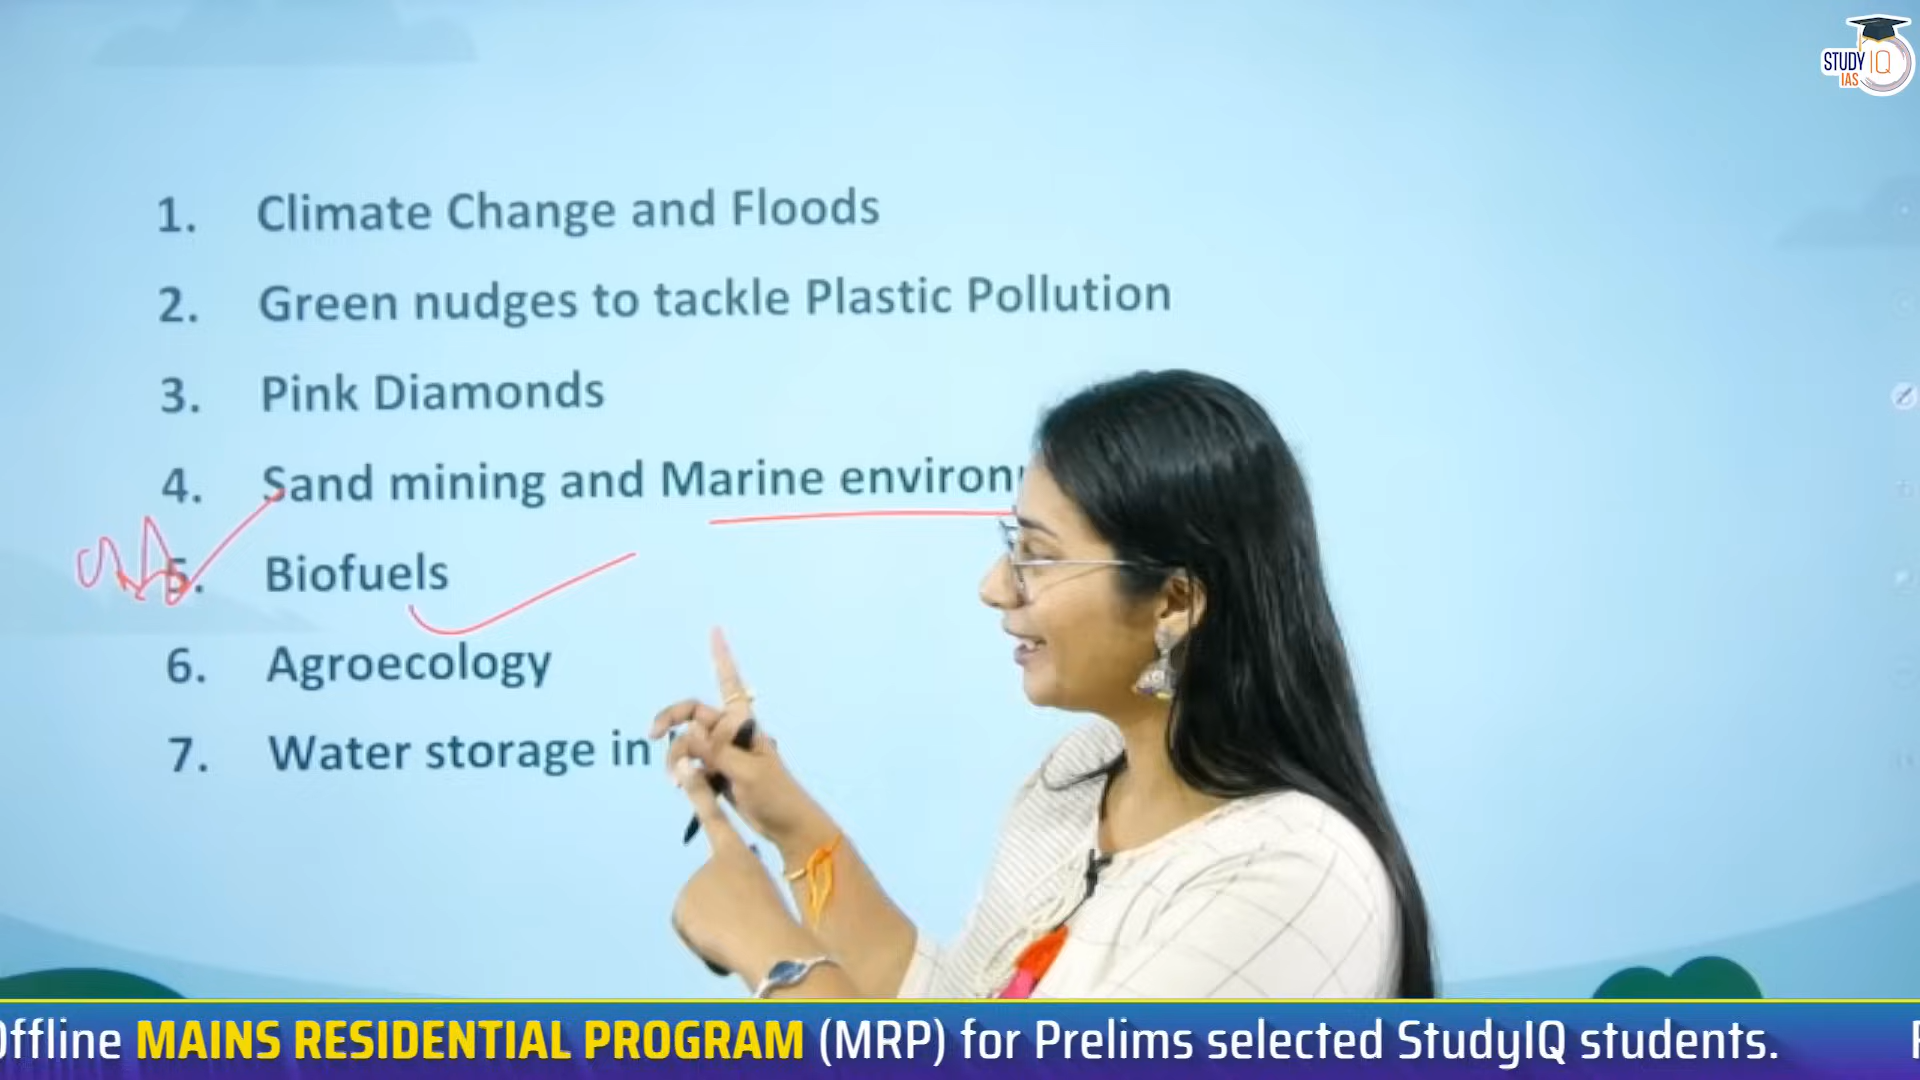 STUDY IQ
IAS
1. Climate Change and Floods
2. Green nudges to tackle Plastic Pollution
3. Pink Diamonds
4. Sand mining and Marine environ
5. Biofuels
6. Agroecology
7. Water storage in
Offline MAINS RESIDENTIAL PROGRAM (MRP) for Prelims selected StudyIQ students.